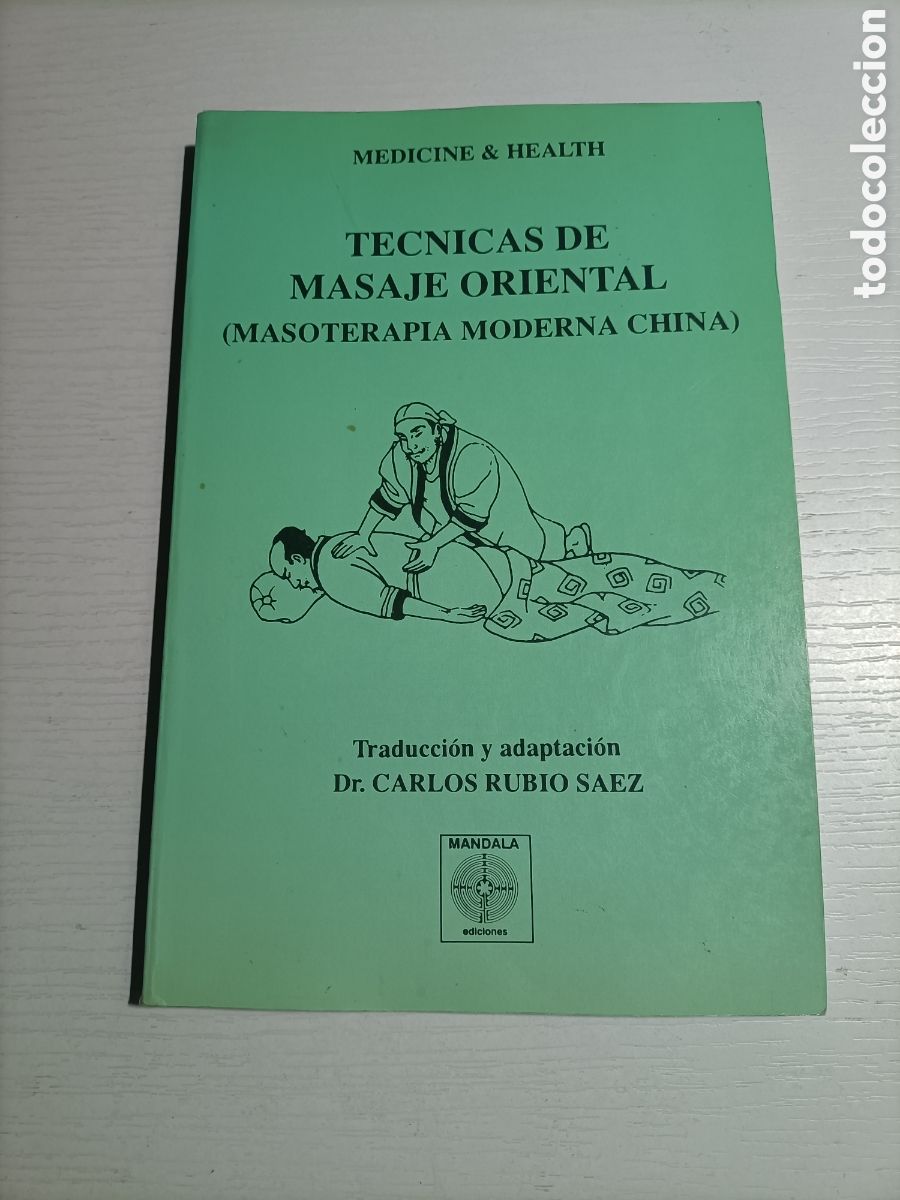 MEDICINE & HEALTH
TECNICAS DE
MASAJE ORIENTAL
(MASOTERAPIA MODERNA CHINA)
Traducción y adaptación
Dr. CARLOS RUBIO SAEZ
MANDALA
ediciones
todocoleccion